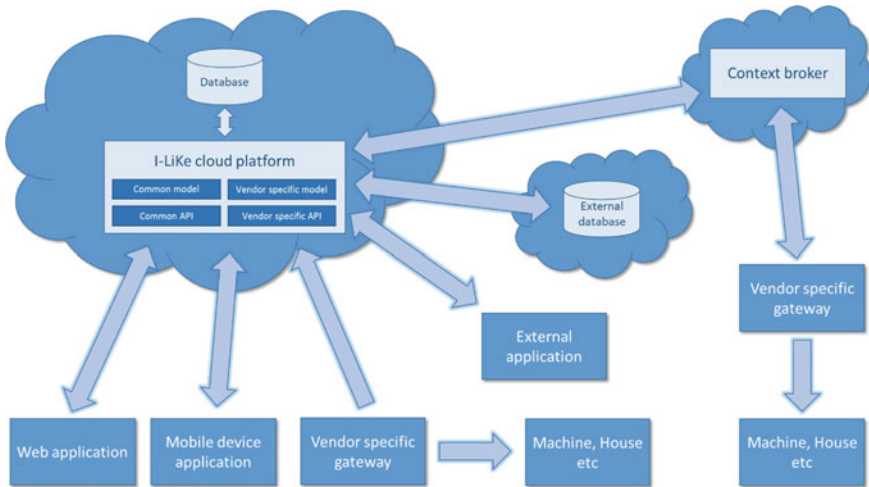 Database
Context broker
I-LiKe cloud platform
Common model
Vendor specific model
Common API
Vendor specific API
External
database
Vendor specific
gateway
External
application
Web application
Mobile device
application
Vendor specific
gateway
Machine, House
etc
Machine, House
etc